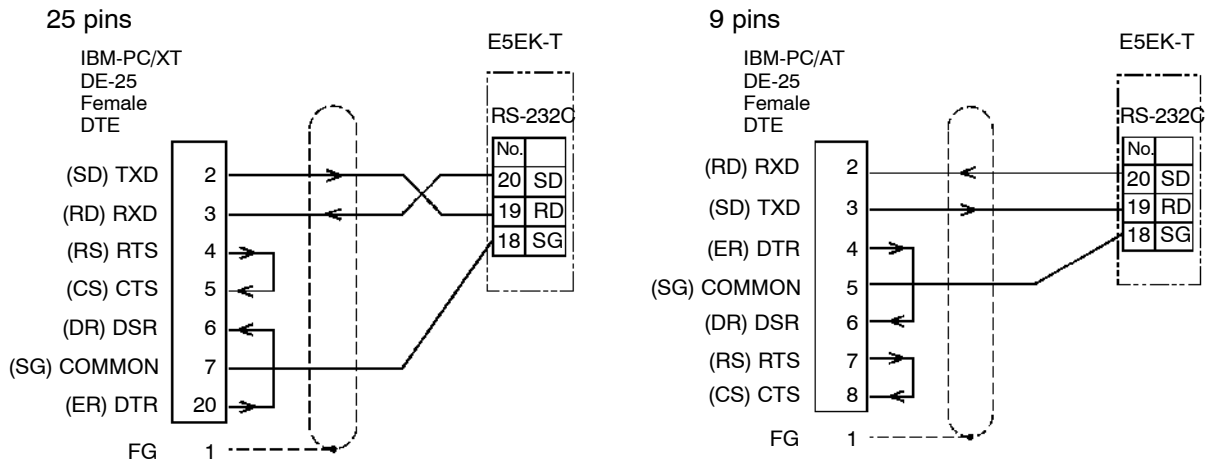 25 pins
IBM-PC/XT
DE-25
Female
DTE
E5EK-T
RS-232C
No.
(SD) TXD 2
20 SD
(RD) RXD 3
19 RD
(RS) RTS 4
18 SG
(CS) CTS 5
(DR) DSR 6
(SG) COMMON 7
(ER) DTR 20
FG 1
9 pins
IBM-PC/AT
DE-25
Female
DTE
E5EK-T
RS-232C
No.
(RD) RXD 2
20 SD
(SD) TXD 3
19 RD
(ER) DTR 4
18 SG
(SG) COMMON 5
(DR) DSR 6
(RS) RTS 7
(CS) CTS 8
FG 1